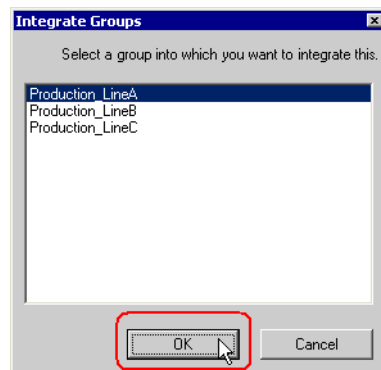 Integrate Groups
Select a group into which you want to integrate this.
Production_LineA
Production_LineB
Production_LineC
OK
Cancel